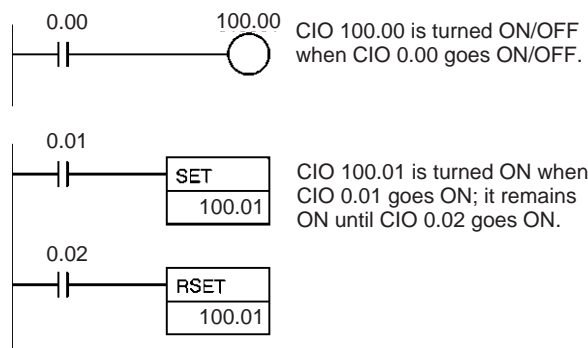 0.00
100.00
CIO 100.00 is turned ON/OFF
when CIO 0.00 goes ON/OFF.
0.01
SET
100.01
CIO 100.01 is turned ON when
CIO 0.01 goes ON; it remains
ON until CIO 0.02 goes ON.
0.02
RSET
100.01